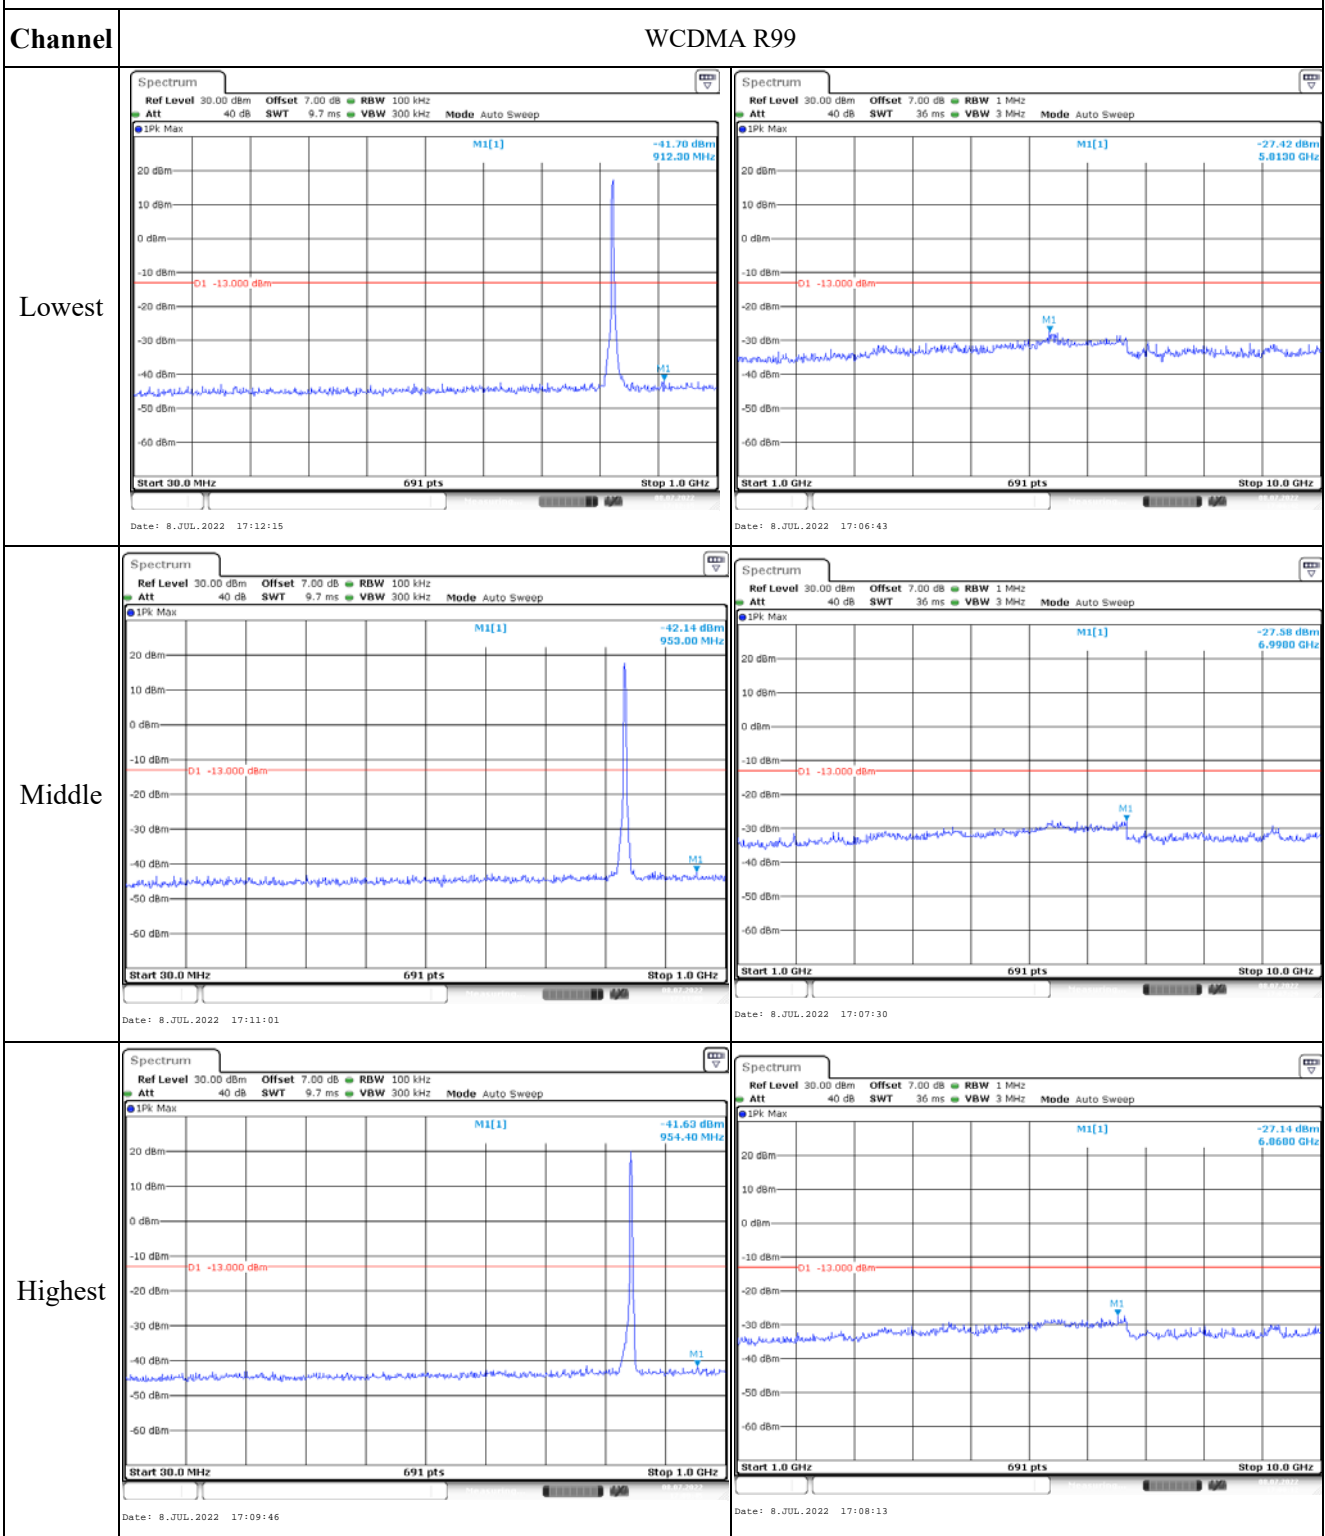 Channel
WCDMA R99
Lowest
Spectrum
Ref Level 30.00 dBm Offset 7.00 dB RBW 100 kHz
Att 40 dB SWT 9.7 ms VBW 300 kHz Mode Auto Sweep
1Pk Max
M1[1] -41.70 dBm
912.30 MHz
20 dBm
10 dBm
0 dBm
-10 dBm
D1 -13.000 dBm
-20 dBm
-30 dBm
M1
-40 dBm
-50 dBm
-60 dBm
Start 30.0 MHz 691 pts Stop 1.0 GHz
Date: 8.JUL.2022 17:12:15
Spectrum
Ref Level 30.00 dBm Offset 7.00 dB RBW 1 MHz
Att 40 dB SWT 36 ms VBW 3 MHz Mode Auto Sweep
1Pk Max
M1[1] -27.42 dBm
5.8130 GHz
20 dBm
10 dBm
0 dBm
-10 dBm
D1 -13.000 dBm
-20 dBm
M1
-30 dBm
-40 dBm
-50 dBm
-60 dBm
Start 1.0 GHz 691 pts Stop 10.0 GHz
Date: 8.JUL.2022 17:06:43
Middle
Spectrum
Ref Level 30.00 dBm Offset 7.00 dB RBW 100 kHz
Att 40 dB SWT 9.7 ms VBW 300 kHz Mode Auto Sweep
1Pk Max
M1[1] -42.14 dBm
953.00 MHz
20 dBm
10 dBm
0 dBm
-10 dBm
D1 -13.000 dBm
-20 dBm
-30 dBm
M1
-40 dBm
-50 dBm
-60 dBm
Start 30.0 MHz 691 pts Stop 1.0 GHz
Date: 8.JUL.2022 17:11:01
Spectrum
Ref Level 30.00 dBm Offset 7.00 dB RBW 1 MHz
Att 40 dB SWT 36 ms VBW 3 MHz Mode Auto Sweep
1Pk Max
M1[1] -27.58 dBm
6.9980 GHz
20 dBm
10 dBm
0 dBm
-10 dBm
D1 -13.000 dBm
-20 dBm
M1
-30 dBm
-40 dBm
-50 dBm
-60 dBm
Start 1.0 GHz 691 pts Stop 10.0 GHz
Date: 8.JUL.2022 17:07:30
Highest
Spectrum
Ref Level 30.00 dBm Offset 7.00 dB RBW 100 kHz
Att 40 dB SWT 9.7 ms VBW 300 kHz Mode Auto Sweep
1Pk Max
M1[1] -41.63 dBm
954.40 MHz
20 dBm
10 dBm
0 dBm
-10 dBm
D1 -13.000 dBm
-20 dBm
-30 dBm
M1
-40 dBm
-50 dBm
-60 dBm
Start 30.0 MHz 691 pts Stop 1.0 GHz
Date: 8.JUL.2022 17:09:46
Spectrum
Ref Level 30.00 dBm Offset 7.00 dB RBW 1 MHz
Att 40 dB SWT 36 ms VBW 3 MHz Mode Auto Sweep
1Pk Max
M1[1] -27.14 dBm
6.8680 GHz
20 dBm
10 dBm
0 dBm
-10 dBm
D1 -13.000 dBm
-20 dBm
M1
-30 dBm
-40 dBm
-50 dBm
-60 dBm
Start 1.0 GHz 691 pts Stop 10.0 GHz
Date: 8.JUL.2022 17:08:13